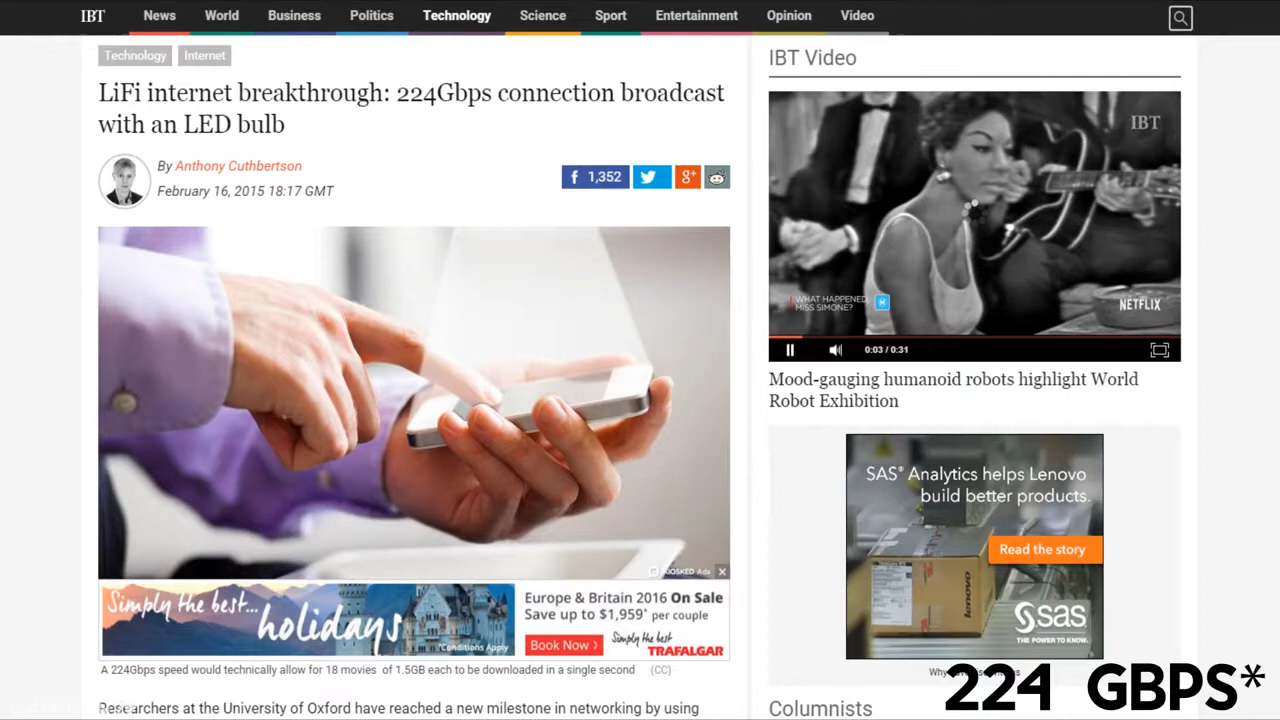 IBT News World Business Politics Technology Science Sport Entertainment Opinion Video
Technology Internet
LiFi internet breakthrough: 224Gbps connection broadcast
with an LED bulb
By Anthony Cuthbertson
February 16, 2015 18:17 GMT
f 1,352
g+
KIOSKED Ads X
Simply the best...
holidays
*Conditions Apply
Europe & Britain 2016 On Sale
Save up to $1,959* per couple
Book Now >
Simply the best
TRAFALGAR
A 224Gbps speed would technically allow for 18 movies of 1.5GB each to be downloaded in a single second (CC)
Researchers at the University of Oxford have reached a new milestone in networking by using
IBT Video
IBT
WHAT HAPPENED,
MISS SIMONE?
NETFLIX
0:03 / 0:31
Mood-gauging humanoid robots highlight World
Robot Exhibition
SAS® Analytics helps Lenovo
build better products.
Read the story
lenovo
sas
THE POWER TO KNOW.
Why
224 GBPS*
Columnists